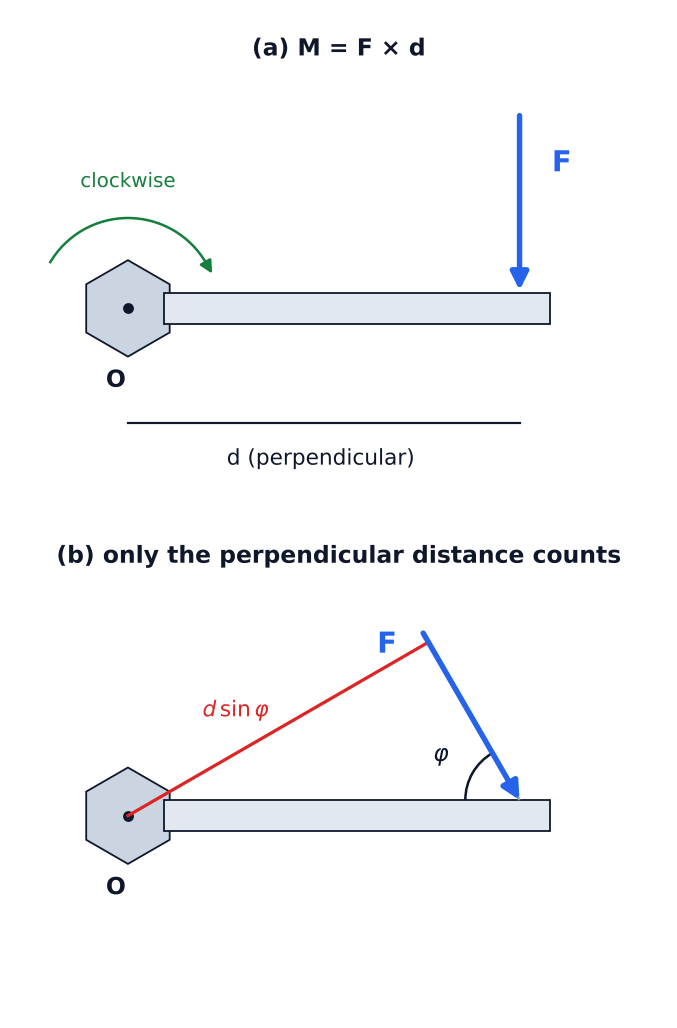 (a) M = F × d
F
clockwise
O
d (perpendicular)
(b) only the perpendicular distance counts
F
d sin φ
φ
O